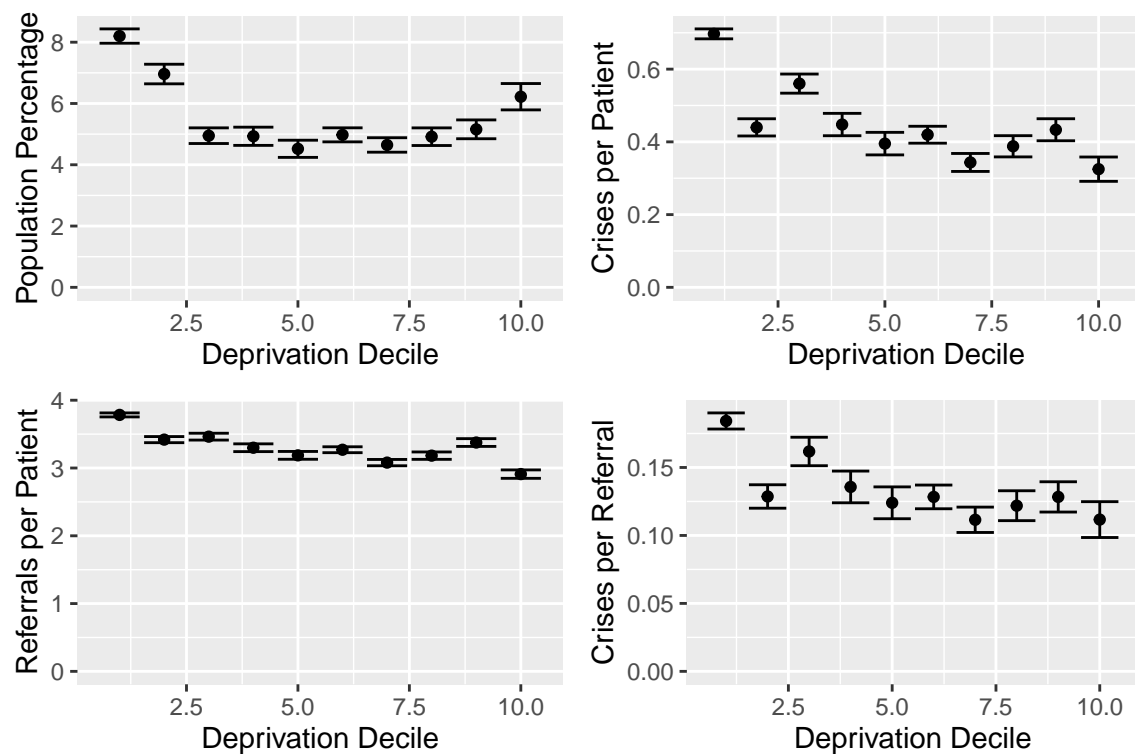 Population Percentage
8
6
4
2
0
2.5 5.0 7.5 10.0
Deprivation Decile
Crises per Patient
0.6
0.4
0.2
0.0
2.5 5.0 7.5 10.0
Deprivation Decile
Referrals per Patient
4
3
2
1
0
2.5 5.0 7.5 10.0
Deprivation Decile
Crises per Referral
0.15
0.10
0.05
0.00
2.5 5.0 7.5 10.0
Deprivation Decile